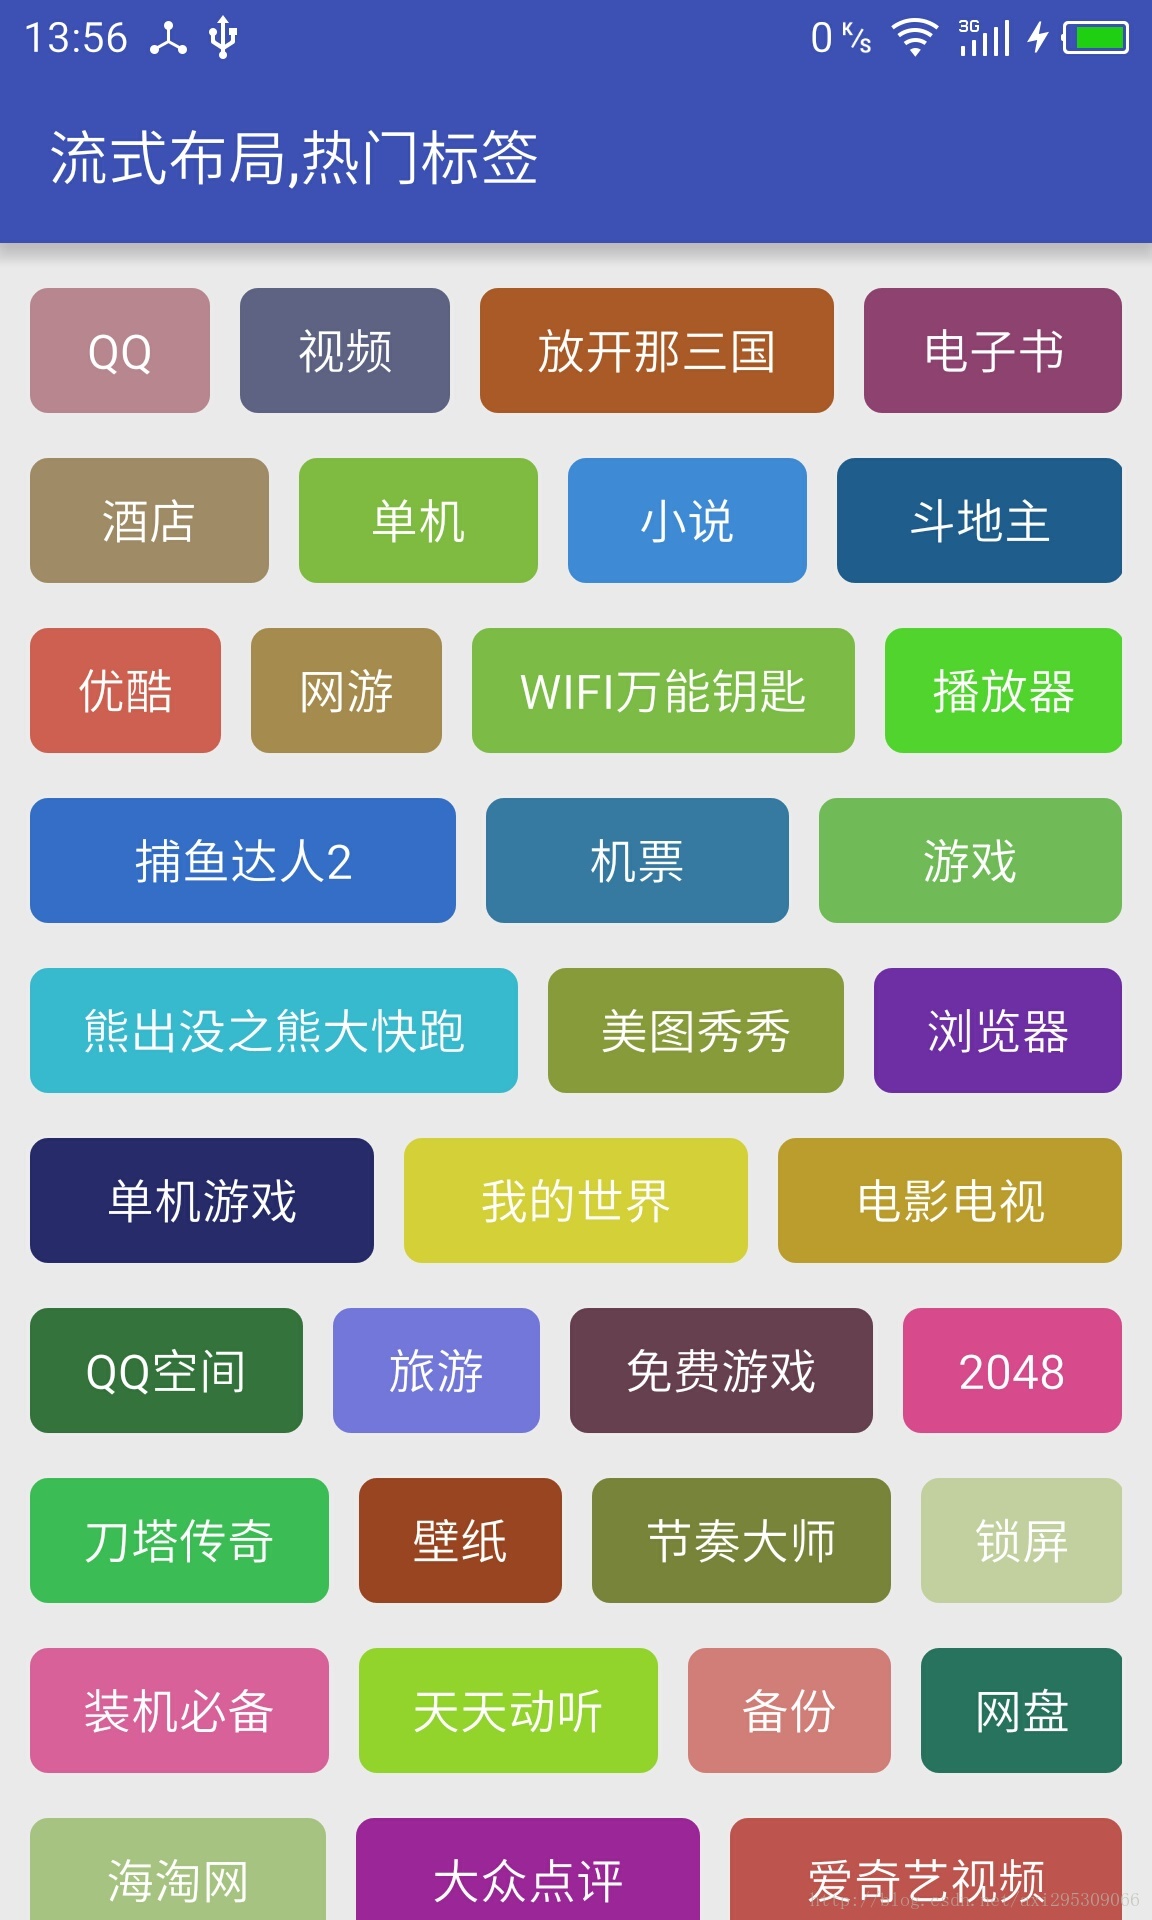 13:56 0 K/S 3G
流式布局,热门标签
QQ 视频 放开那三国 电子书
酒店 单机 小说 斗地主
优酷 网游 WIFI万能钥匙 播放器
捕鱼达人2 机票 游戏
熊出没之熊大快跑 美图秀秀 浏览器
单机游戏 我的世界 电影电视
QQ空间 旅游 免费游戏 2048
刀塔传奇 壁纸 节奏大师 锁屏
装机必备 天天动听 备份 网盘
海淘网 大众点评 爱奇艺视频